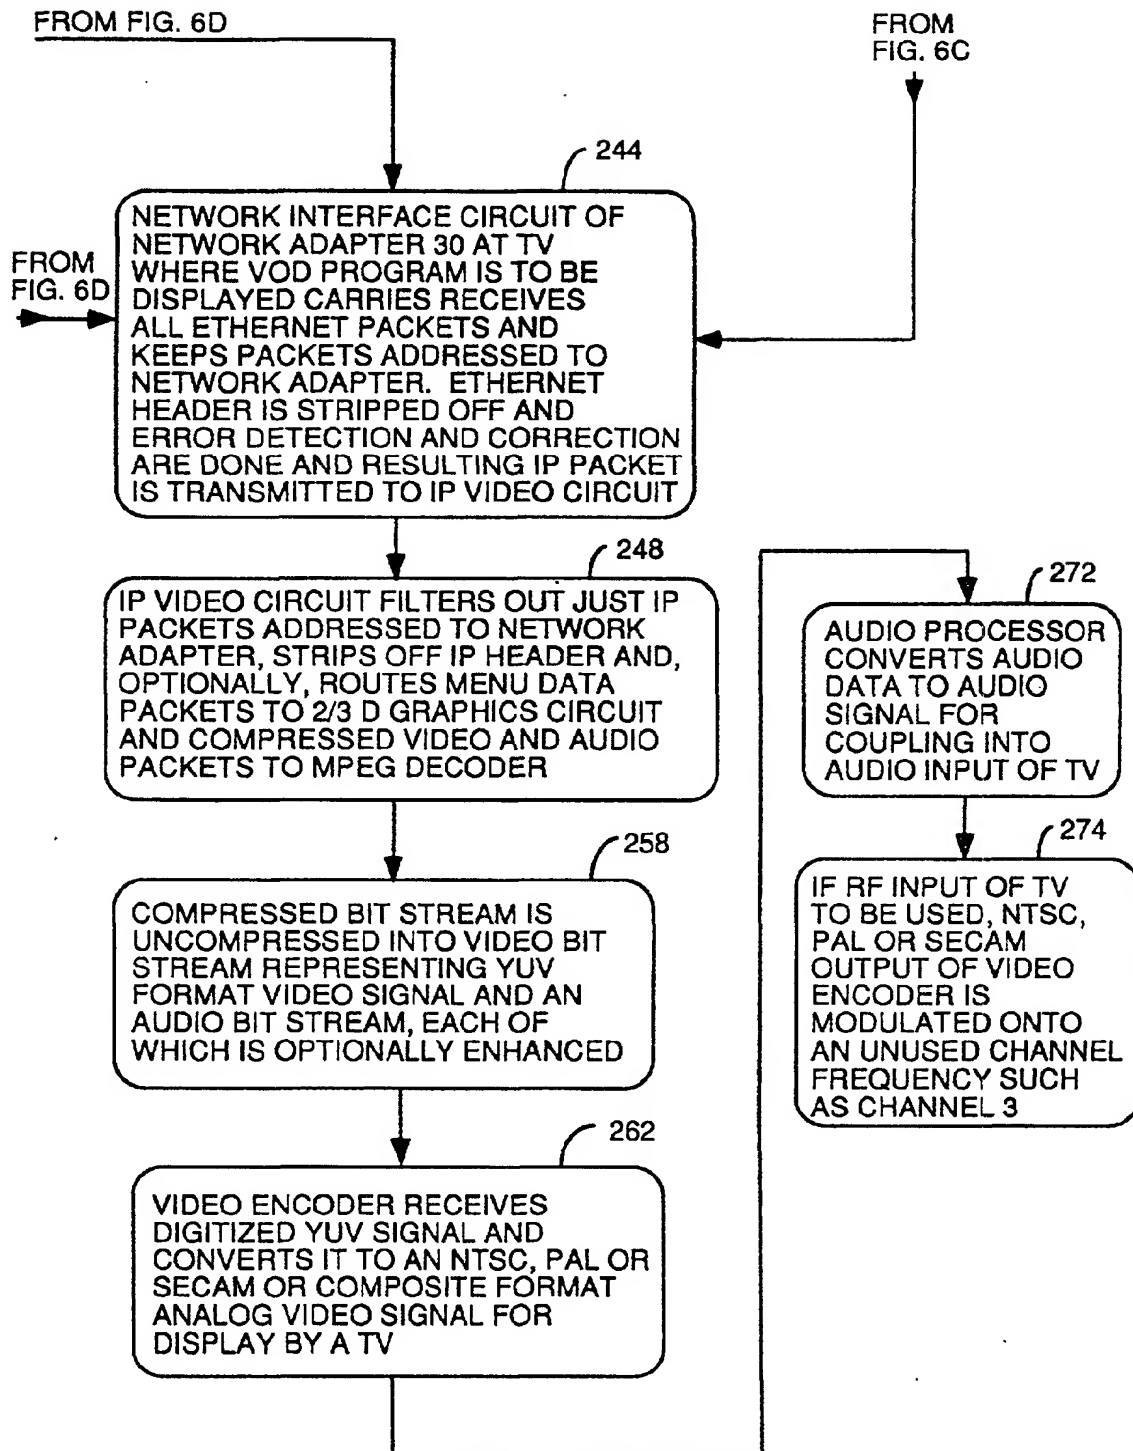 FROM FIG. 6D
FROM
FIG. 6C
244
NETWORK INTERFACE CIRCUIT OF
NETWORK ADAPTER 30 AT TV
WHERE VOD PROGRAM IS TO BE
DISPLAYED CARRIES RECEIVES
ALL ETHERNET PACKETS AND
KEEPS PACKETS ADDRESSED TO
NETWORK ADAPTER. ETHERNET
HEADER IS STRIPPED OFF AND
ERROR DETECTION AND CORRECTION
ARE DONE AND RESULTING IP PACKET
IS TRANSMITTED TO IP VIDEO CIRCUIT
FROM
FIG. 6D
248
IP VIDEO CIRCUIT FILTERS OUT JUST IP
PACKETS ADDRESSED TO NETWORK
ADAPTER, STRIPS OFF IP HEADER AND,
OPTIONALLY, ROUTES MENU DATA
PACKETS TO 2/3 D GRAPHICS CIRCUIT
AND COMPRESSED VIDEO AND AUDIO
PACKETS TO MPEG DECODER
258
COMPRESSED BIT STREAM IS
UNCOMPRESSED INTO VIDEO BIT
STREAM REPRESENTING YUV
FORMAT VIDEO SIGNAL AND AN
AUDIO BIT STREAM, EACH OF
WHICH IS OPTIONALLY ENHANCED
262
VIDEO ENCODER RECEIVES
DIGITIZED YUV SIGNAL AND
CONVERTS IT TO AN NTSC, PAL OR
SECAM OR COMPOSITE FORMAT
ANALOG VIDEO SIGNAL FOR
DISPLAY BY A TV
272
AUDIO PROCESSOR
CONVERTS AUDIO
DATA TO AUDIO
SIGNAL FOR
COUPLING INTO
AUDIO INPUT OF TV
274
IF RF INPUT OF TV
TO BE USED, NTSC,
PAL OR SECAM
OUTPUT OF VIDEO
ENCODER IS
MODULATED ONTO
AN UNUSED CHANNEL
FREQUENCY SUCH
AS CHANNEL 3